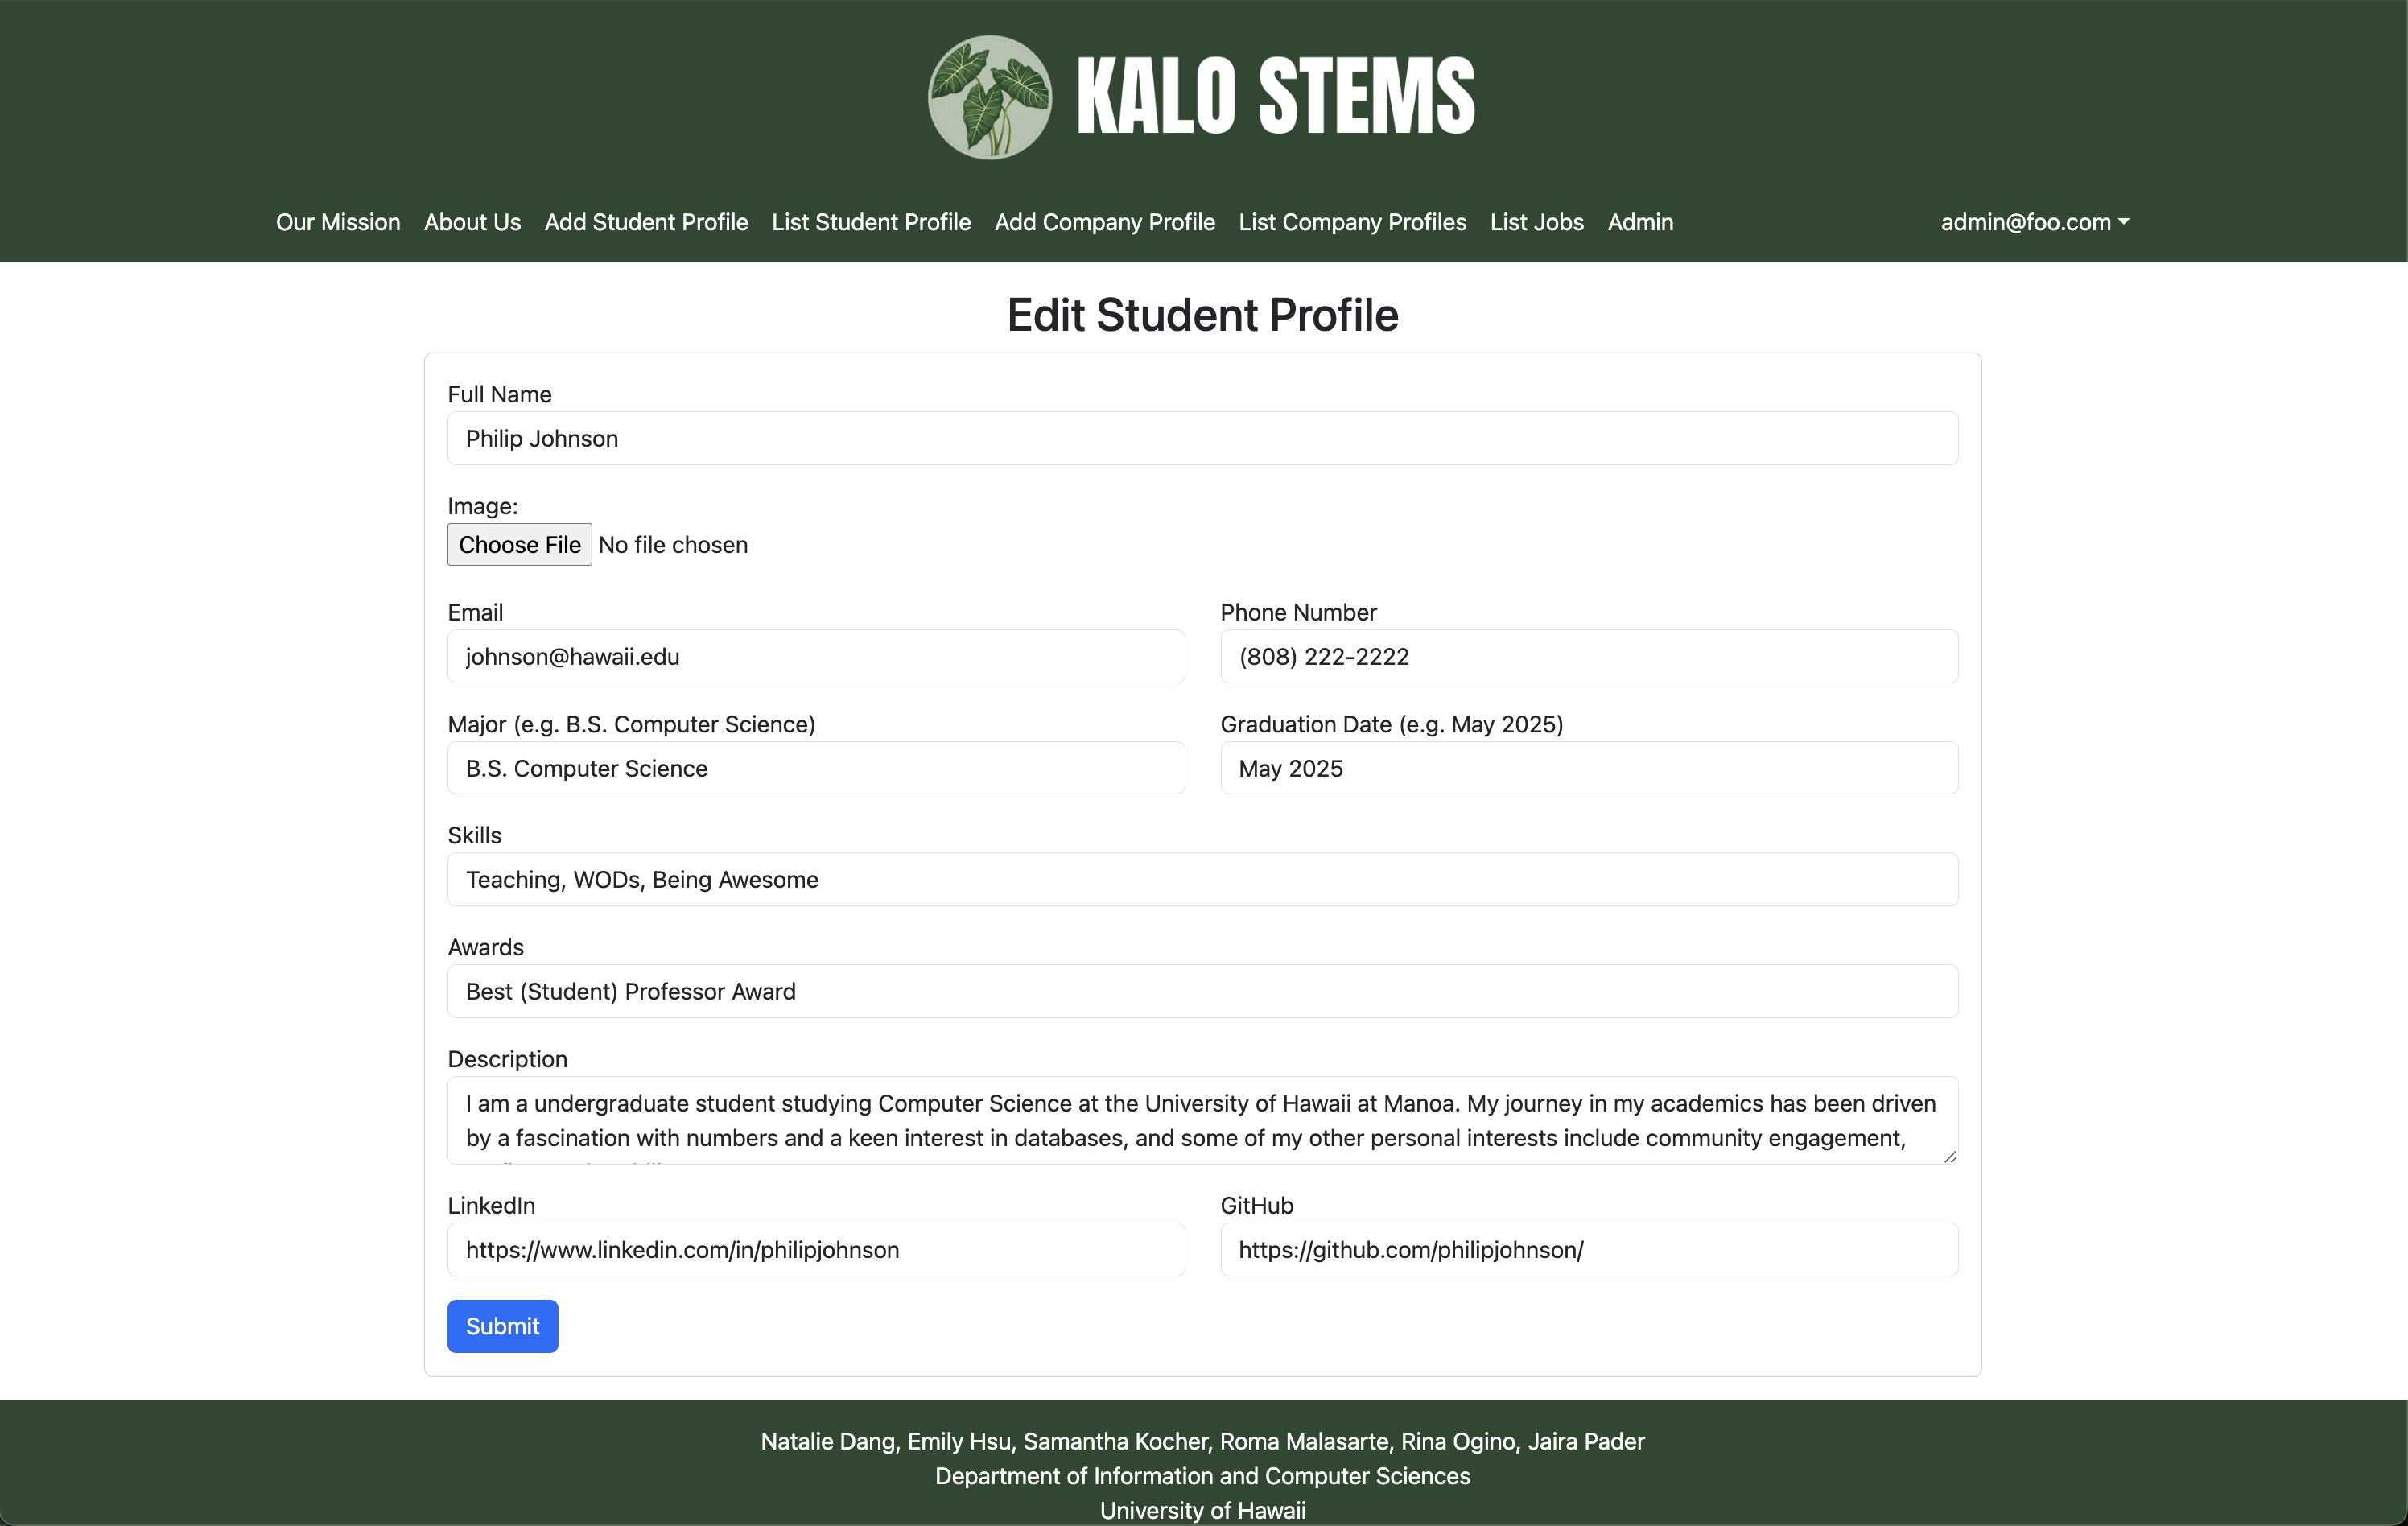 KALO STEMS
Our Mission About Us Add Student Profile List Student Profile Add Company Profile List Company Profiles List Jobs Admin admin@foo.com
Edit Student Profile
Full Name
Philip Johnson
Image:
Choose File No file chosen
Email Phone Number
johnson@hawaii.edu (808) 222-2222
Major (e.g. B.S. Computer Science) Graduation Date (e.g. May 2025)
B.S. Computer Science May 2025
Skills
Teaching, WODs, Being Awesome
Awards
Best (Student) Professor Award
Description
I am a undergraduate student studying Computer Science at the University of Hawaii at Manoa. My journey in my academics has been driven
by a fascination with numbers and a keen interest in databases, and some of my other personal interests include community engagement,
LinkedIn GitHub
https://www.linkedin.com/in/philipjohnson https://github.com/philipjohnson/
Submit
Natalie Dang, Emily Hsu, Samantha Kocher, Roma Malasarte, Rina Ogino, Jaira Pader
Department of Information and Computer Sciences
University of Hawaii